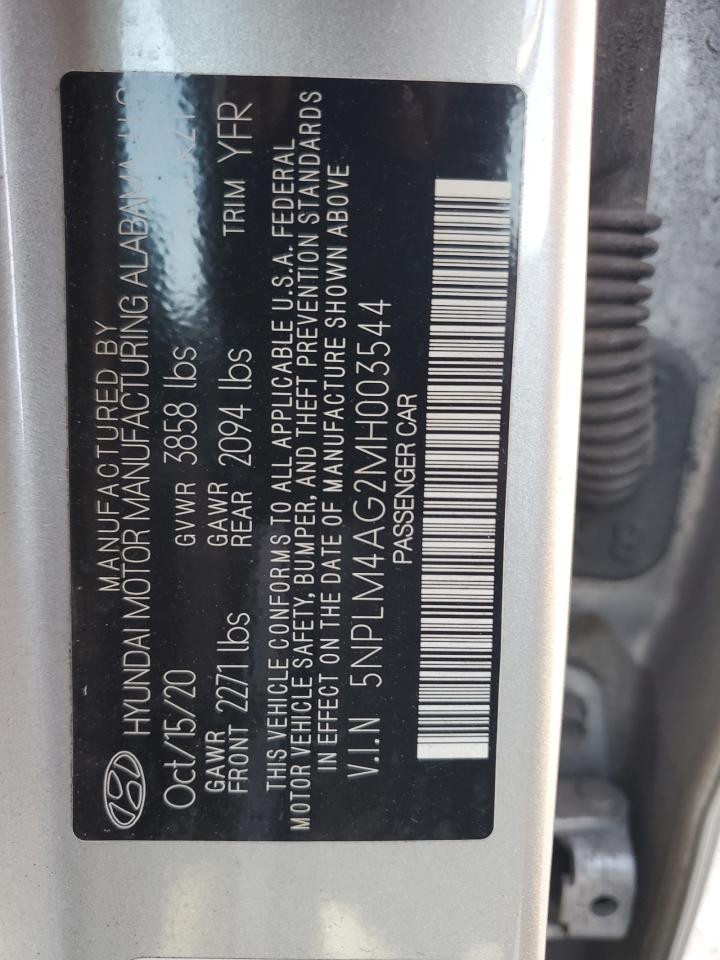 MANUFACTURED BY
HYUNDAI MOTOR MANUFACTURING ALABAMA
Oct/15/20 GVWR 3858 lbs
GAWR FRONT 2271 lbs GAWR REAR 2094 lbs TRIM YFR
THIS VEHICLE CONFORMS TO ALL APPLICABLE U.S.A. FEDERAL
MOTOR VEHICLE SAFETY, BUMPER, AND THEFT PREVENTION STANDARDS
IN EFFECT ON THE DATE OF MANUFACTURE SHOWN ABOVE
V.I.N 5NPLM4AG2MH003544
PASSENGER CAR